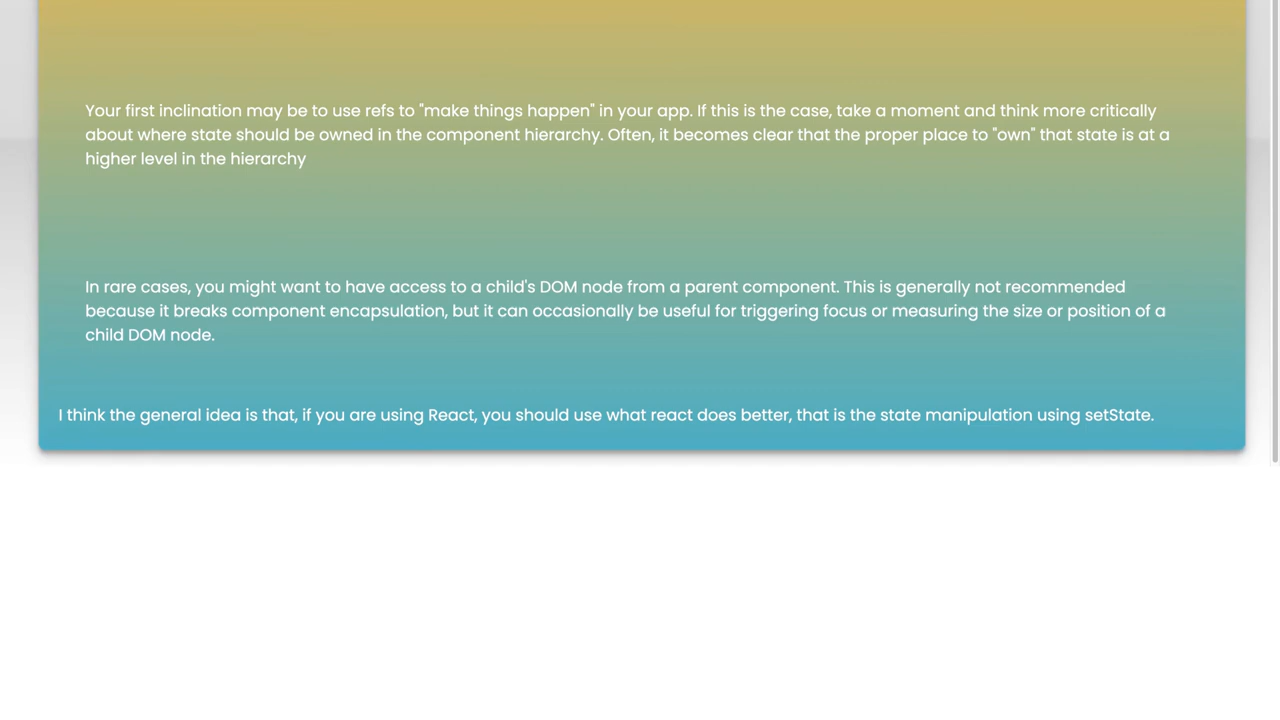 Your first inclination may be to use refs to "make things happen" in your app. If this is the case, take a moment and think more critically
about where state should be owned in the component hierarchy. Often, it becomes clear that the proper place to "own" that state is at a
higher level in the hierarchy
In rare cases, you might want to have access to a child's DOM node from a parent component. This is generally not recommended
because it breaks component encapsulation, but it can occasionally be useful for triggering focus or measuring the size or position of a
child DOM node.
I think the general idea is that, if you are using React, you should use what react does better, that is the state manipulation using setState.